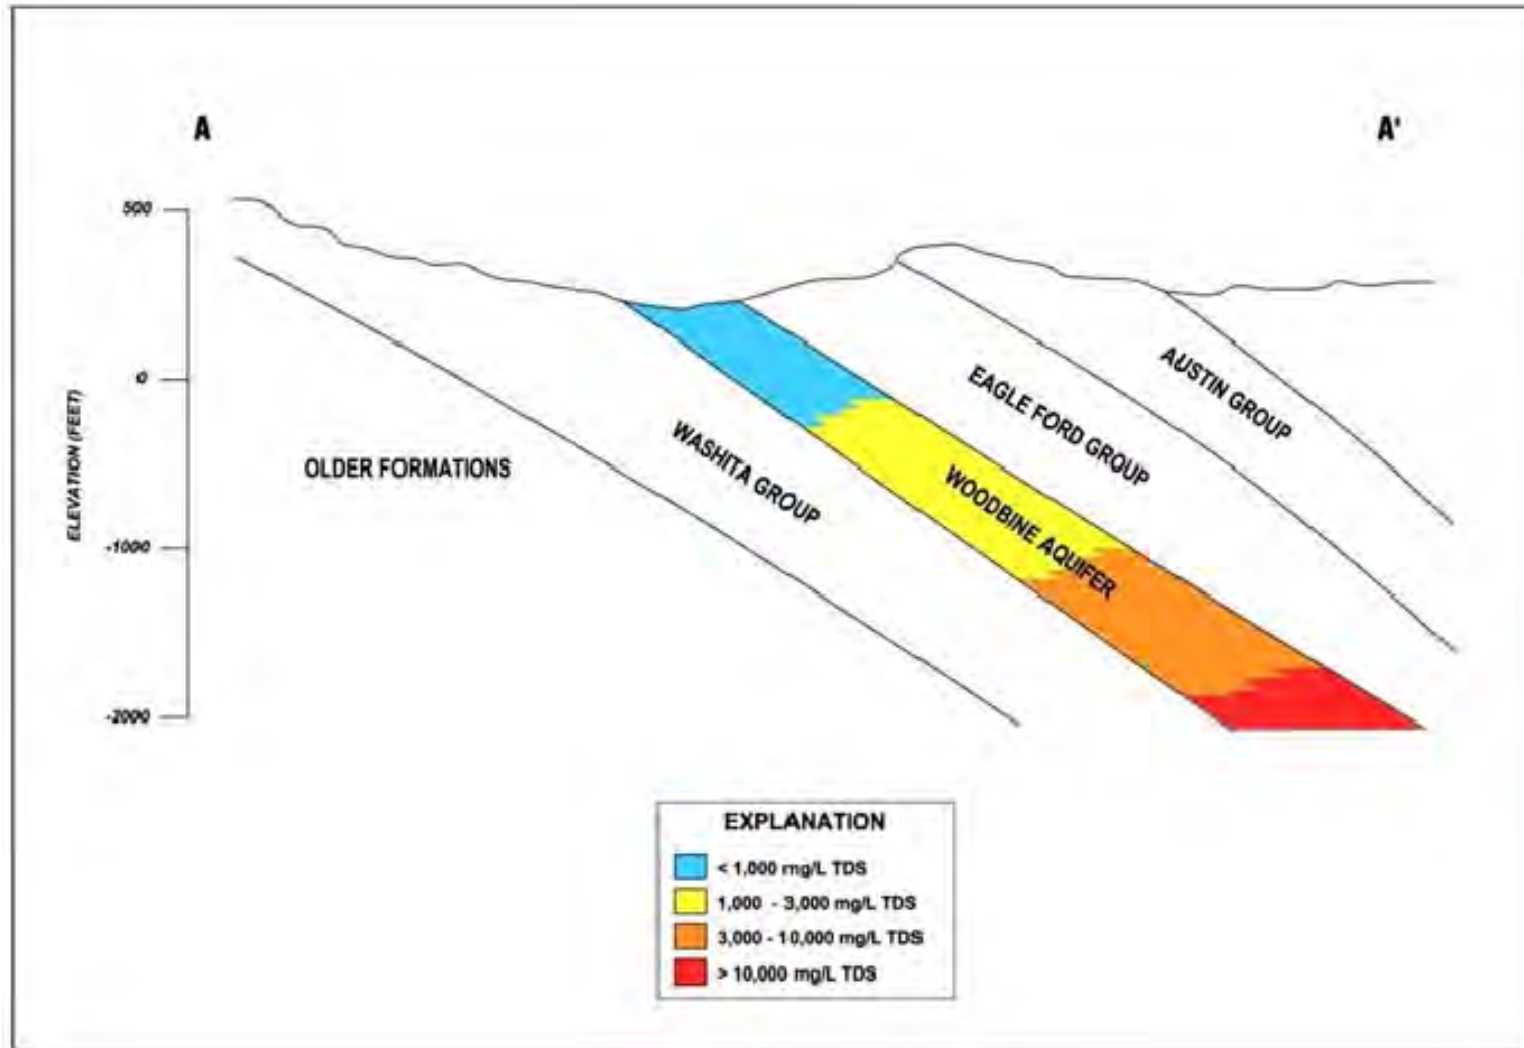 A
A'
500
0
-1000
-2000
ELEVATION (FEET)
OLDER FORMATIONS
WASHITA GROUP
WOODBINE AQUIFER
EAGLE FORD GROUP
AUSTIN GROUP
EXPLANATION
< 1,000 mg/L TDS
1,000 - 3,000 mg/L TDS
3,000 - 10,000 mg/L TDS
> 10,000 mg/L TDS